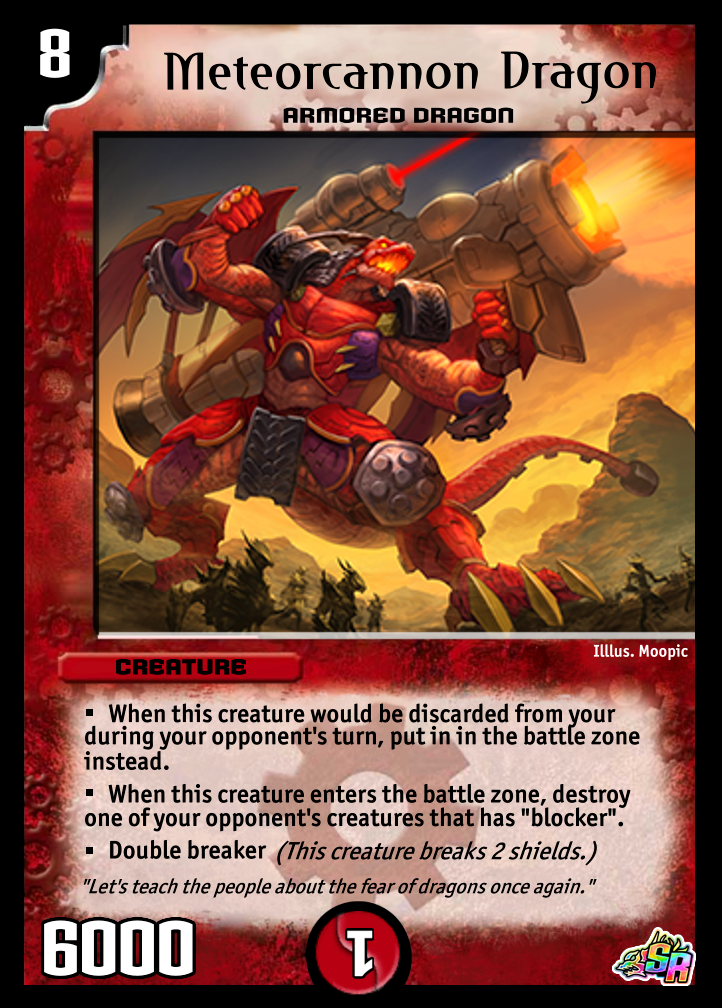 8
Meteorcannon Dragon
ARMORED DRAGON
Illlus. Moopic
CREATURE
▪ When this creature would be discarded from your
during your opponent's turn, put in in the battle zone
instead.
▪ When this creature enters the battle zone, destroy
one of your opponent's creatures that has "blocker".
▪ Double breaker (This creature breaks 2 shields.)
"Let's teach the people about the fear of dragons once again."
6000
1
SR